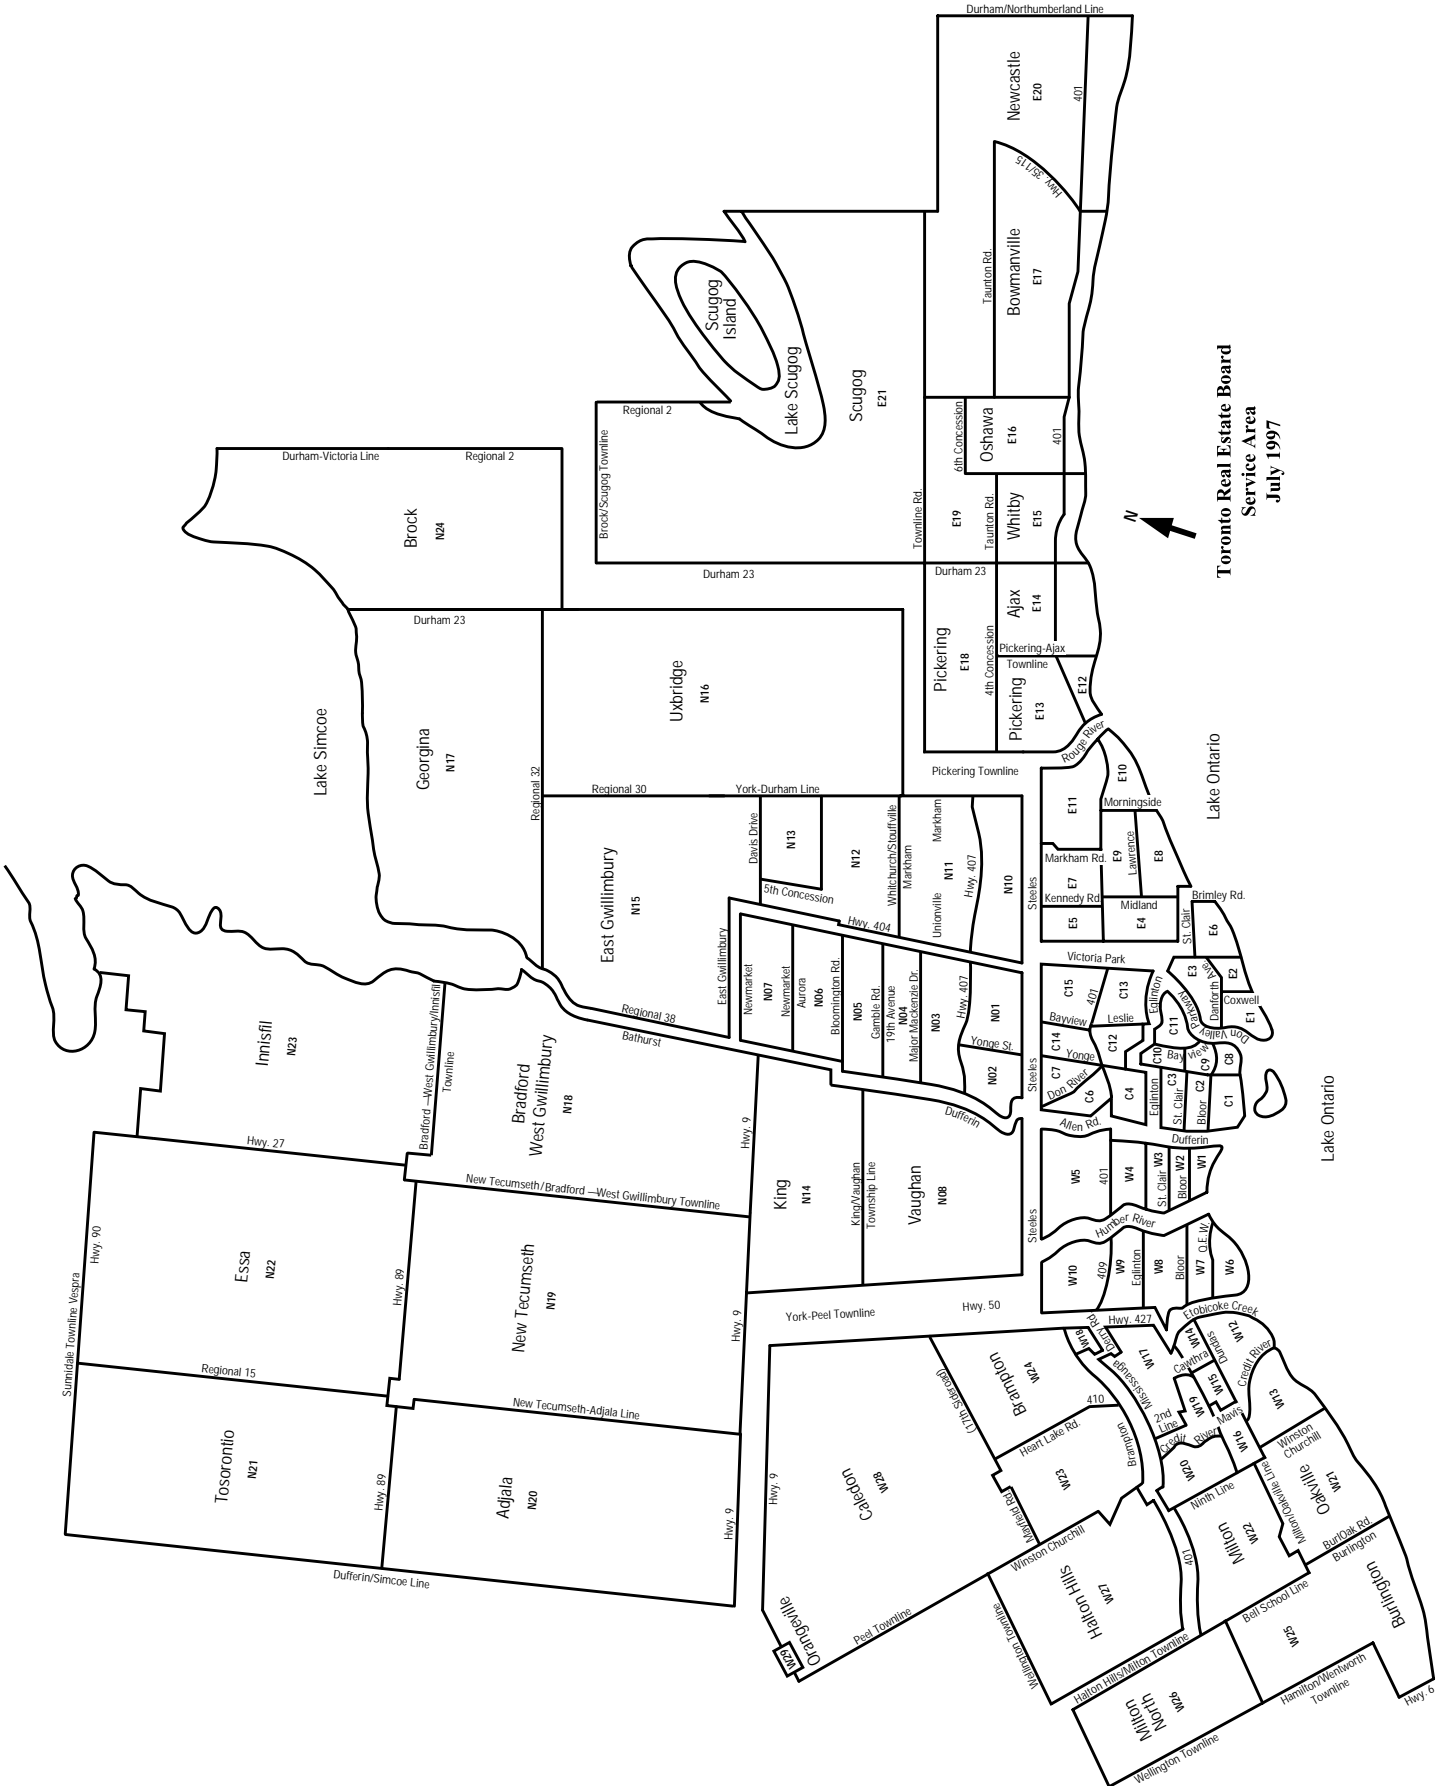 Durham/Northumberland Line
Newcastle
E20
401
Hwy. 35/115
Taunton Rd.
Bowmanville
E17
Scugog
Island
Lake Scugog
Scugog
E21
Regional 2
Brock/Scugog Townline
6th Concession
Oshawa
E16
401
Townline Rd.
E19
Taunton Rd.
Whitby
E15
Durham 23
Durham 23
Durham-Victoria Line
Regional 2
Brock
N24
Durham 23
Pickering
E18
4th Concession
Ajax
E14
Pickering-Ajax
Townline
Pickering
E13
E12
Rouge River
Pickering Townline
Lake Simcoe
Georgina
N17
Regional 32
Uxbridge
N16
Regional 30
York-Durham Line
East Gwillimbury
N15
Davis Drive
N13
5th Concession
N12
Whitchurch/Stouffville
Markham
Markham
Unionville
N11
Hwy. 407
N10
Hwy. 404
East Gwillimbury
Newmarket
N07
Newmarket
Aurora
N06
Bloomington Rd.
N05
Gamble Rd.
19th Avenue
N04
Major Mackenzie Dr.
N03
Hwy. 407
N01
Yonge St.
N02
Regional 38
Bathurst
Dufferin
Steeles
Steeles
Steeles
E11
E10
Morningside
Markham Rd.
E9
Lawrence
E8
E7
Kennedy Rd.
E5
Midland
E4
Brimley Rd.
St. Clair
E6
Victoria Park
E3
Danforth Ave
E2
Coxwell
E1
Don Valley Parkway
C15
401
C13
Eglinton
Bayview
Leslie
C11
C14
C12
Yonge
C10
Bayview
C9
C8
C7
Don River
C6
C4
Eglinton
C3
St. Clair
C2
Bloor
C1
Allen Rd.
Dufferin
W5
401
W4
W3
St. Clair
W2
Bloor
W1
Humber River
W10
409
W9
Eglinton
W8
Bloor
W7
Q.E.W.
W6
Etobicoke Creek
Lake Ontario
Lake Ontario
N
Toronto Real Estate Board
Service Area
July 1997
Innisfil
N23
Bradford —West Gwillimbury/Innisfil
Townline
Bradford
West Gwillimbury
N18
Hwy. 27
Hwy. 90
Essa
N22
Hwy. 89
New Tecumseth/Bradford —West Gwillimbury Townline
New Tecumseth
N19
Hwy. 9
Hwy. 9
Hwy. 9
Hwy. 9
King
N14
King/Vaughan
Township Line
Vaughan
N08
York-Peel Townline
Hwy. 50
Sunnidale Townline Vespra
Regional 15
New Tecumseth-Adjala Line
Tosorontio
N21
Hwy. 89
Adjala
N20
Dufferin/Simcoe Line
Caledon
W28
(17th Sideroad)
Brampton
W24
Heart Lake Rd.
410
Brampton
W23
Mayfield Rd
Winston Churchill
Orangeville
W29
Peel Townline
Wellington Townline
Halton Hills
W27
401
Halton Hills/Milton Townline
Milton
North
W26
Wellington Townline
Hwy. 427
W18
Derry Rd
Mississauga
W17
W14
Cawthra
Dundas
W12
Credit River
W15
W13
2nd
Line
W19
Mavis
Credit River
W16
W20
Winston
Churchill
Ninth Line
Milton/Oakville Line
Oakville
W21
Milton
W22
BurlOak Rd.
Burlington
Bell School Line
W25
Burlington
Hamilton/Wentworth
Townline
Hwy. 6